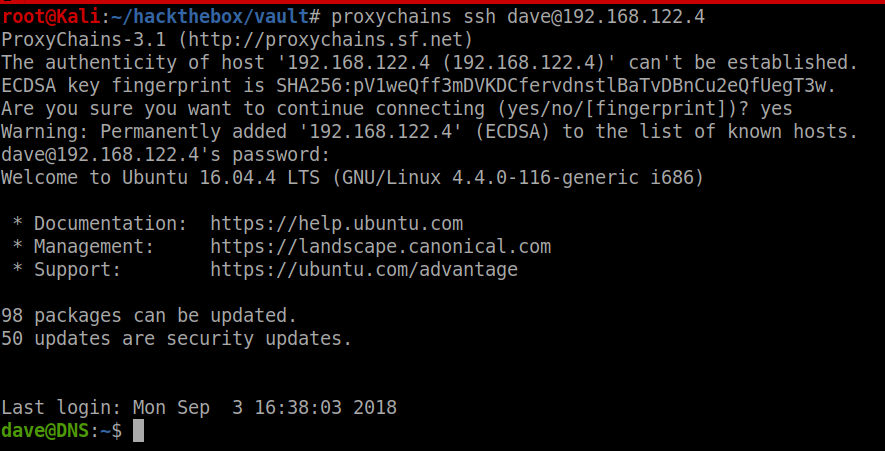 root@Kali:~/hackthebox/vault# proxychains ssh dave@192.168.122.4
ProxyChains-3.1 (http://proxychains.sf.net)
The authenticity of host '192.168.122.4 (192.168.122.4)' can't be established.
ECDSA key fingerprint is SHA256:pV1weQff3mDVKDCfervdnstlBaTvDBnCu2eQfUegT3w.
Are you sure you want to continue connecting (yes/no/[fingerprint])? yes
Warning: Permanently added '192.168.122.4' (ECDSA) to the list of known hosts.
dave@192.168.122.4's password:
Welcome to Ubuntu 16.04.4 LTS (GNU/Linux 4.4.0-116-generic i686)
 * Documentation:  https://help.ubuntu.com
 * Management:     https://landscape.canonical.com
 * Support:        https://ubuntu.com/advantage
98 packages can be updated.
50 updates are security updates.
Last login: Mon Sep  3 16:38:03 2018
dave@DNS:~$